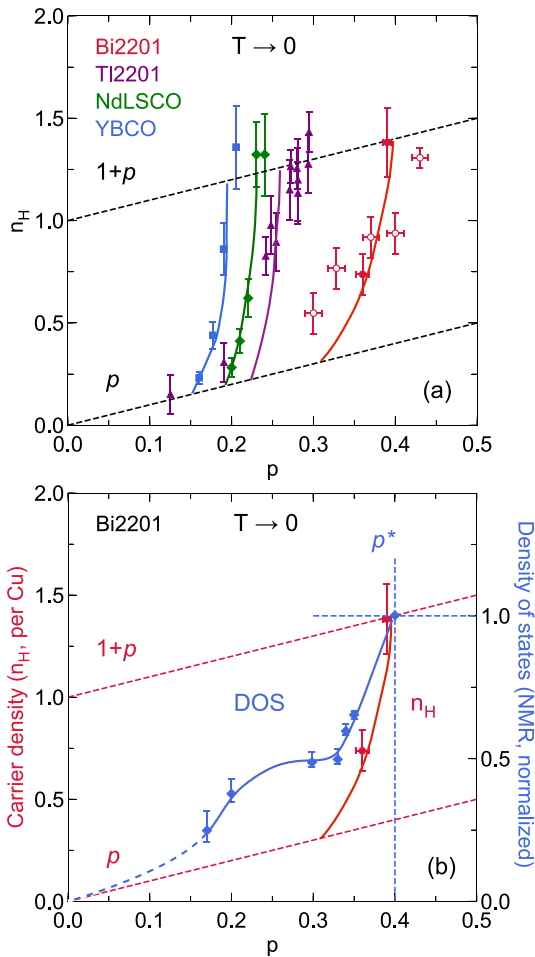 2.0
Bi2201
T → 0
Tl2201
NdLSCO
1.5
YBCO
1+p
n_H
1.0
0.5
p
(a)
0.0
0.0 0.1 0.2 0.3 0.4 0.5
p
2.0
Bi2201
T → 0
p*
1.5
1.0
1+p
DOS
n_H
1.0
0.5
0.5
p
(b)
0.0
0.0
0.0 0.1 0.2 0.3 0.4 0.5
p
Carrier density (n_H, per Cu)
Density of states (NMR, normalized)